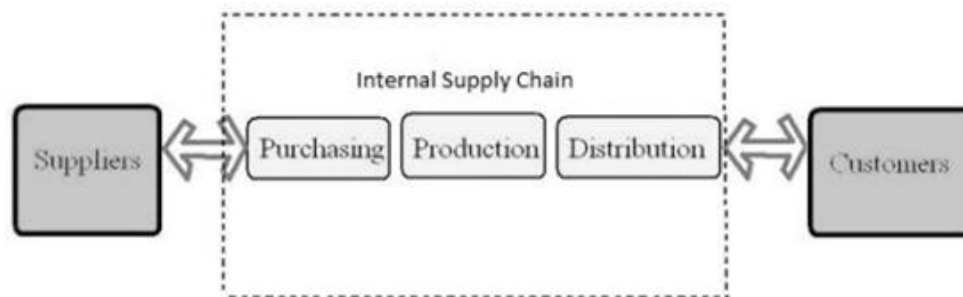 Internal Supply Chain
Suppliers
Purchasing
Production
Distribution
Customers